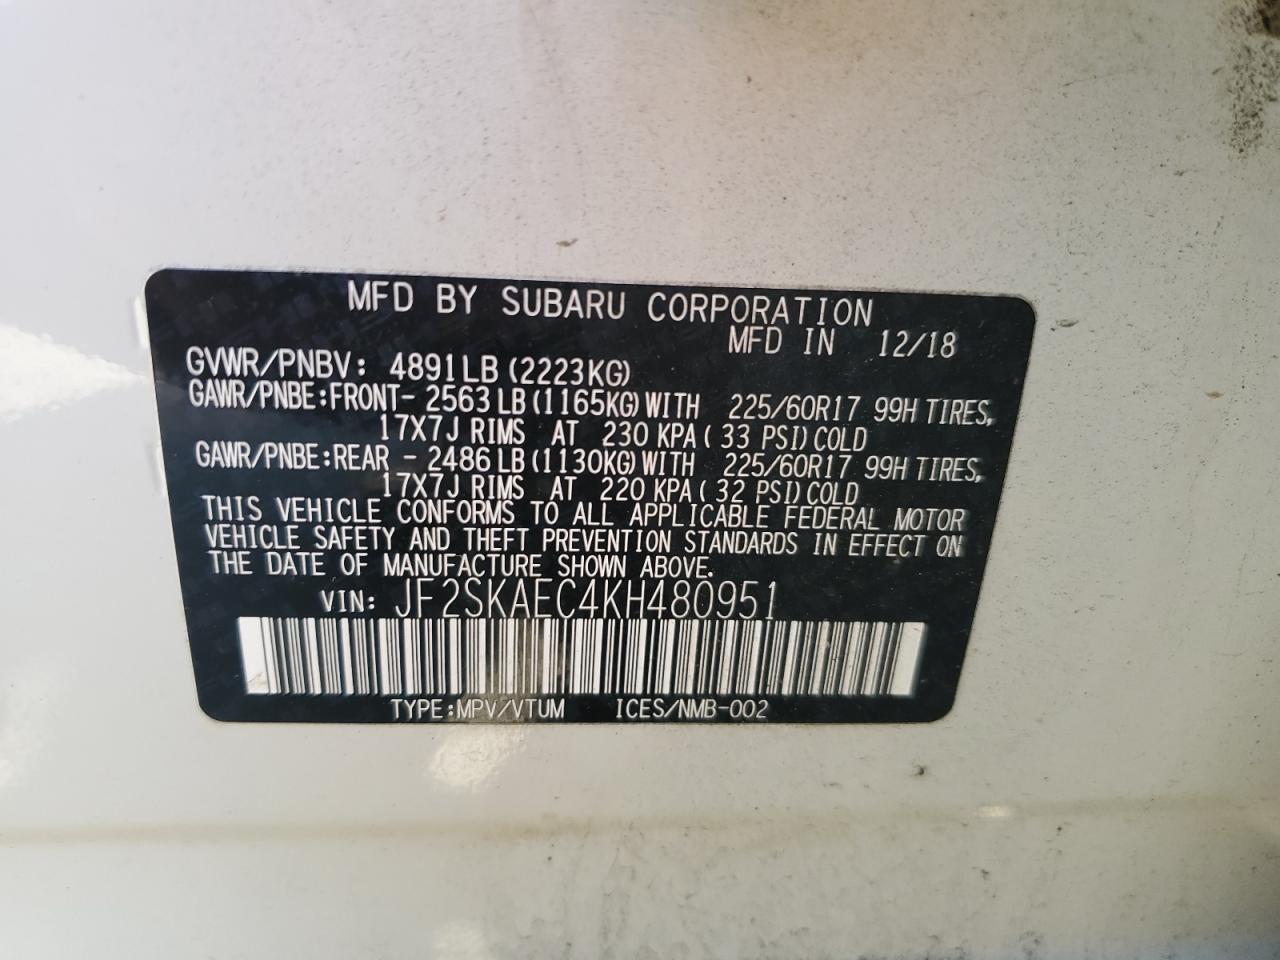 MFD BY SUBARU CORPORATION
MFD IN 12/18
GVWR/PNBV: 4891LB (2223KG)
GAWR/PNBE:FRONT- 2563 LB (1165KG) WITH 225/60R17 99H TIRES,
17X7J RIMS AT 230 KPA ( 33 PSI) COLD
GAWR/PNBE:REAR - 2486 LB (1130KG) WITH 225/60R17 99H TIRES,
17X7J RIMS AT 220 KPA ( 32 PSI) COLD
THIS VEHICLE CONFORMS TO ALL APPLICABLE FEDERAL MOTOR
VEHICLE SAFETY AND THEFT PREVENTION STANDARDS IN EFFECT ON
THE DATE OF MANUFACTURE SHOWN ABOVE.
VIN: JF2SKAEC4KH480951
TYPE:MPV/VTUM ICES/NMB-002